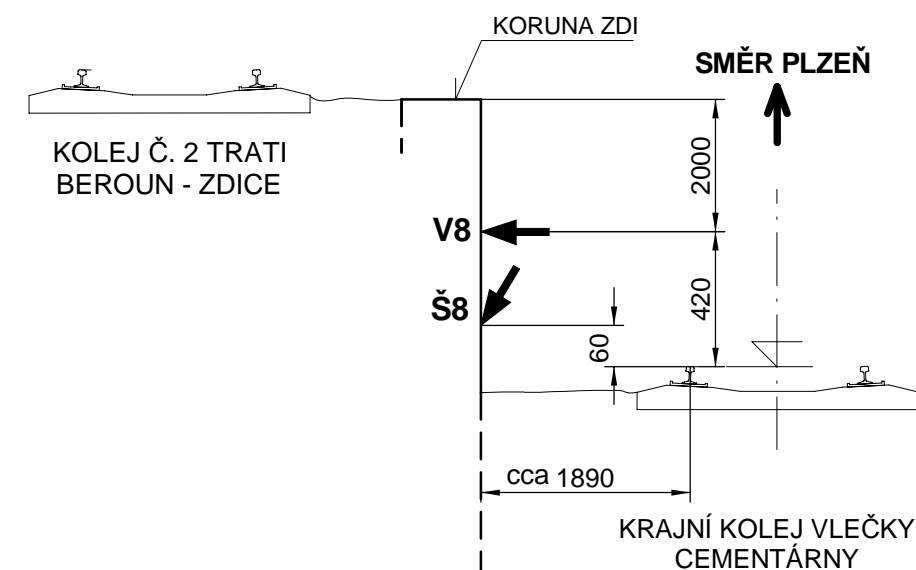 KORUNA ZDI
SMĚR PLZEŇ
KOLEJ Č. 2 TRATI
BEROUN - ZDICE
2000
V8
420
Š8
60
cca 1890
KRAJNÍ KOLEJ VLEČKY
CEMENTÁRNY